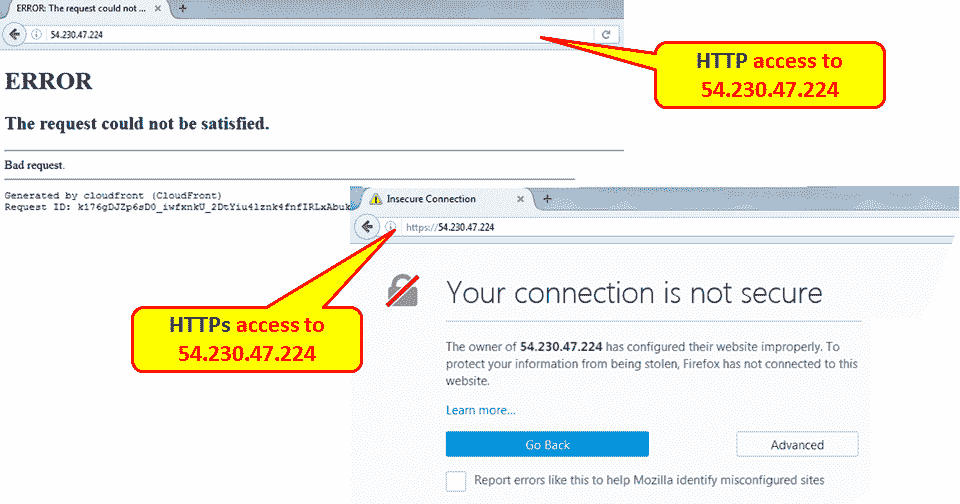 ERROR: The request could not ...
54.230.47.224
HTTP access to
54.230.47.224
ERROR
The request could not be satisfied.
Bad request.
Generated by cloudfront (CloudFront)
Request ID:
Insecure Connection
https://54.230.47.224
HTTPs access to
54.230.47.224
Your connection is not secure
The owner of 54.230.47.224 has configured their website improperly. To
protect your information from being stolen, Firefox has not connected to this
website.
Learn more...
Go Back
Advanced
Report errors like this to help Mozilla identify misconfigured sites